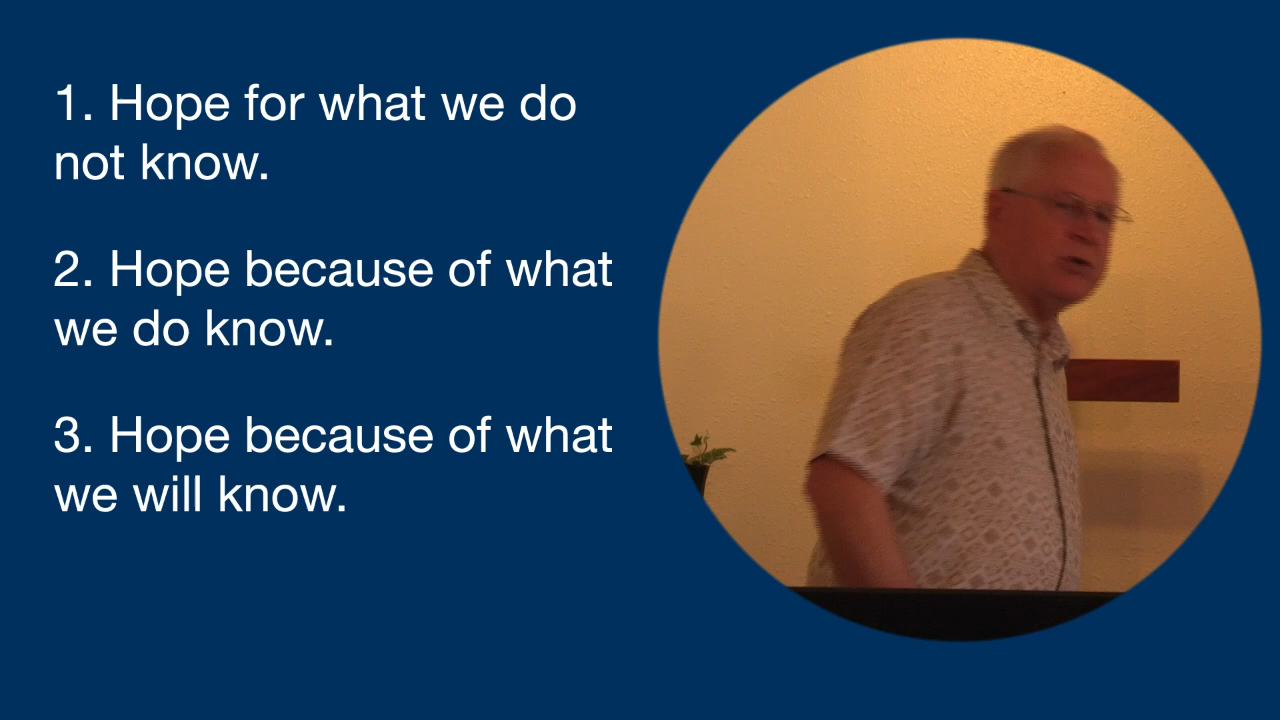 1. Hope for what we do
not know.
2. Hope because of what
we do know.
3. Hope because of what
we will know.